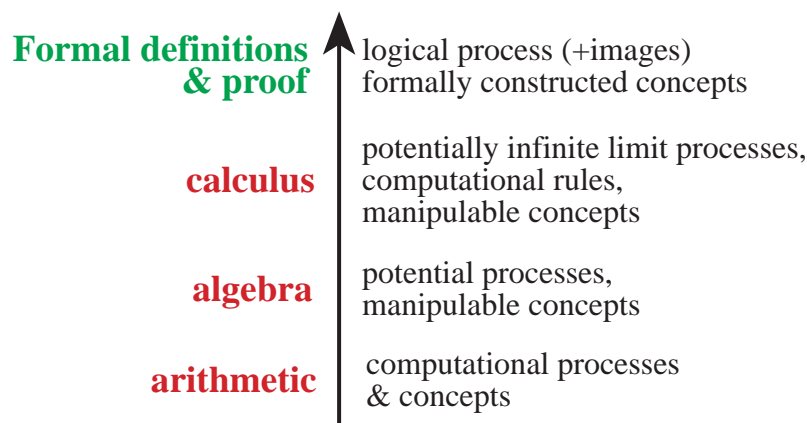 Formal definitions
& proof
logical process (+images)
formally constructed concepts
calculus
potentially infinite limit processes,
computational rules,
manipulable concepts
algebra
potential processes,
manipulable concepts
arithmetic
computational processes
& concepts